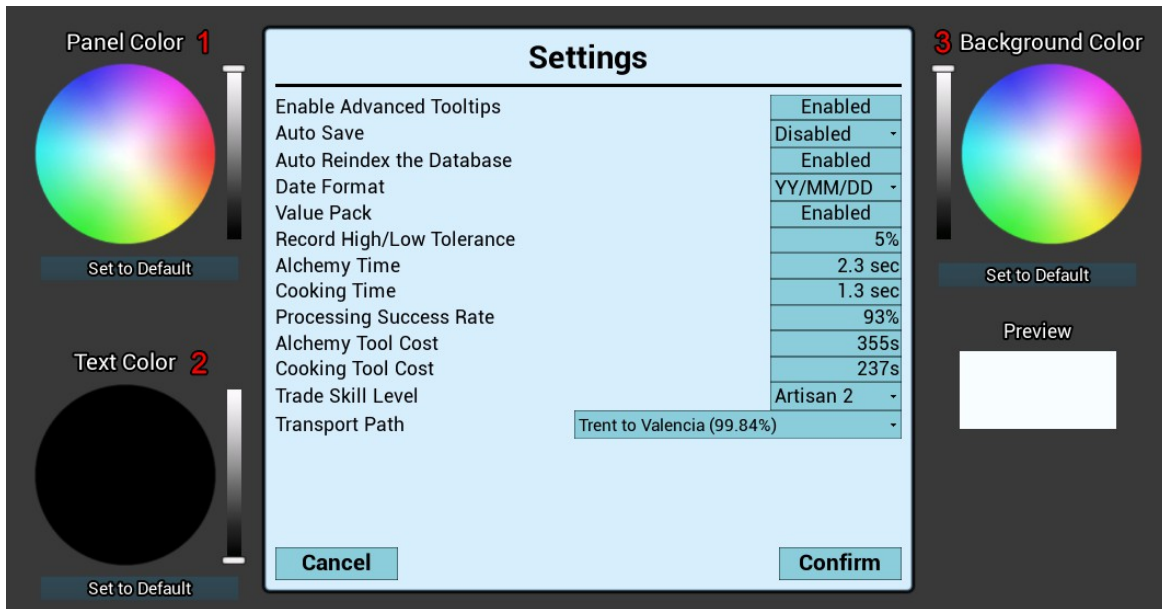 Panel Color 1
Set to Default
Text Color 2
Set to Default
Settings
Enable Advanced Tooltips Enabled
Auto Save Disabled
Auto Reindex the Database Enabled
Date Format YY/MM/DD
Value Pack Enabled
Record High/Low Tolerance 5%
Alchemy Time 2.3 sec
Cooking Time 1.3 sec
Processing Success Rate 93%
Alchemy Tool Cost 355s
Cooking Tool Cost 237s
Trade Skill Level Artisan 2
Transport Path Trent to Valencia (99.84%)
Cancel Confirm
3 Background Color
Set to Default
Preview